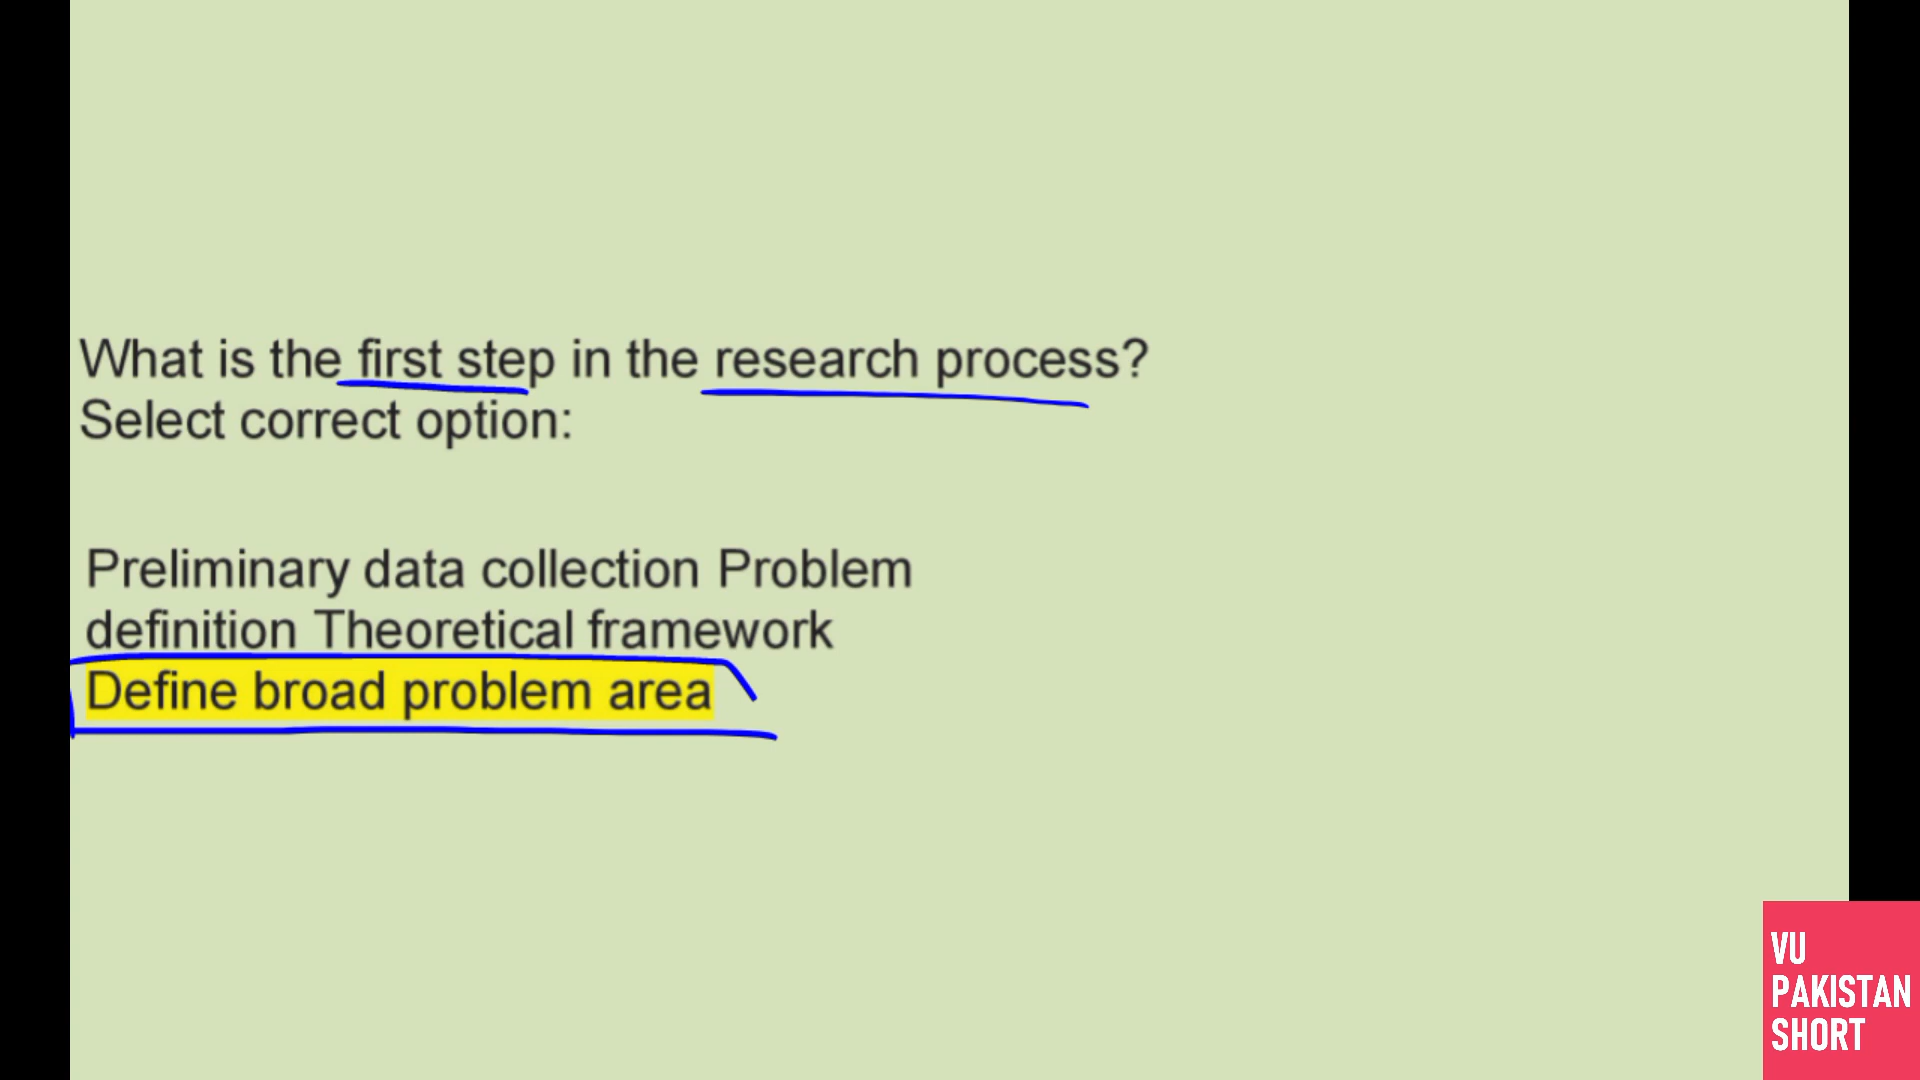 What is the first step in the research process?
Select correct option:
Preliminary data collection Problem
definition Theoretical framework
Define broad problem area
VU
PAKISTAN
SHORT